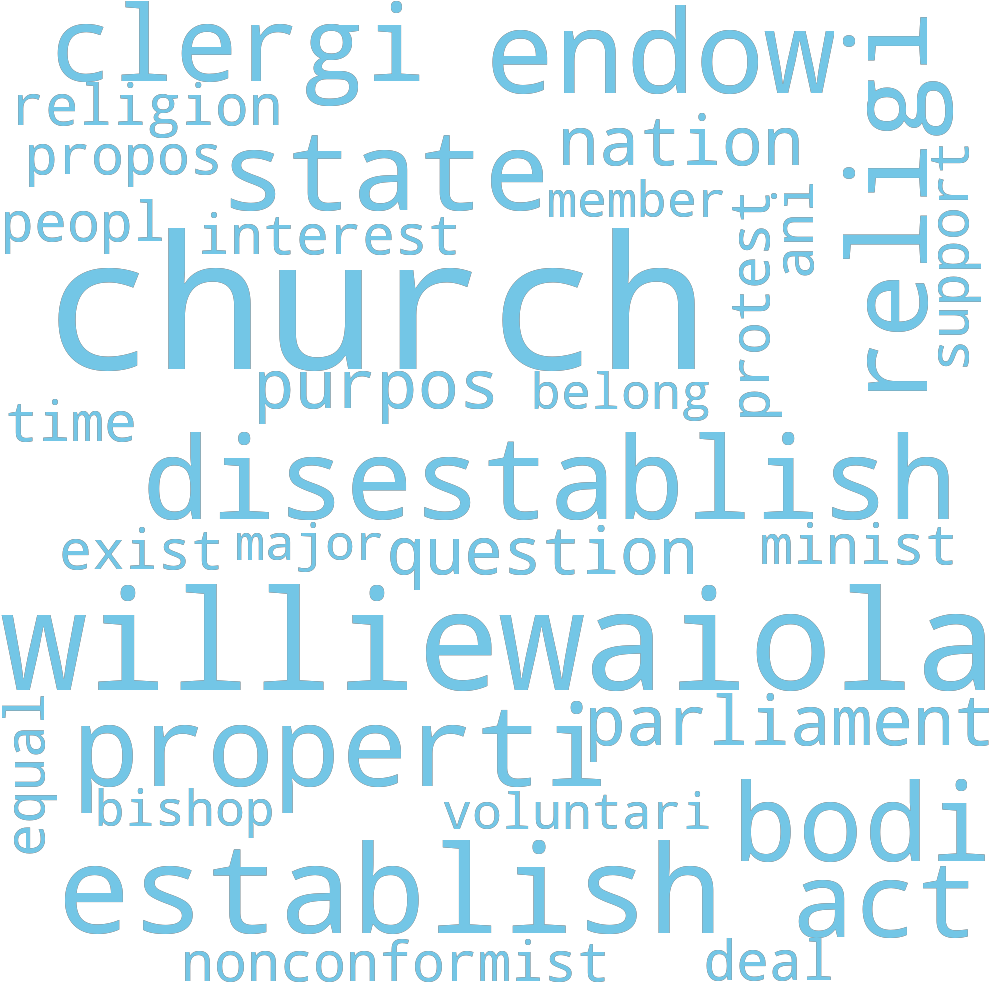 clergi
endow
religi
religion
propos
state
nation
member
support
peopl
interest
protest
ani
church
purpos
belong
time
disestablish
exist
major
question
minist
williewaiola
equal
properti
parliament
bishop
voluntari
bodi
establish
act
nonconformist
deal